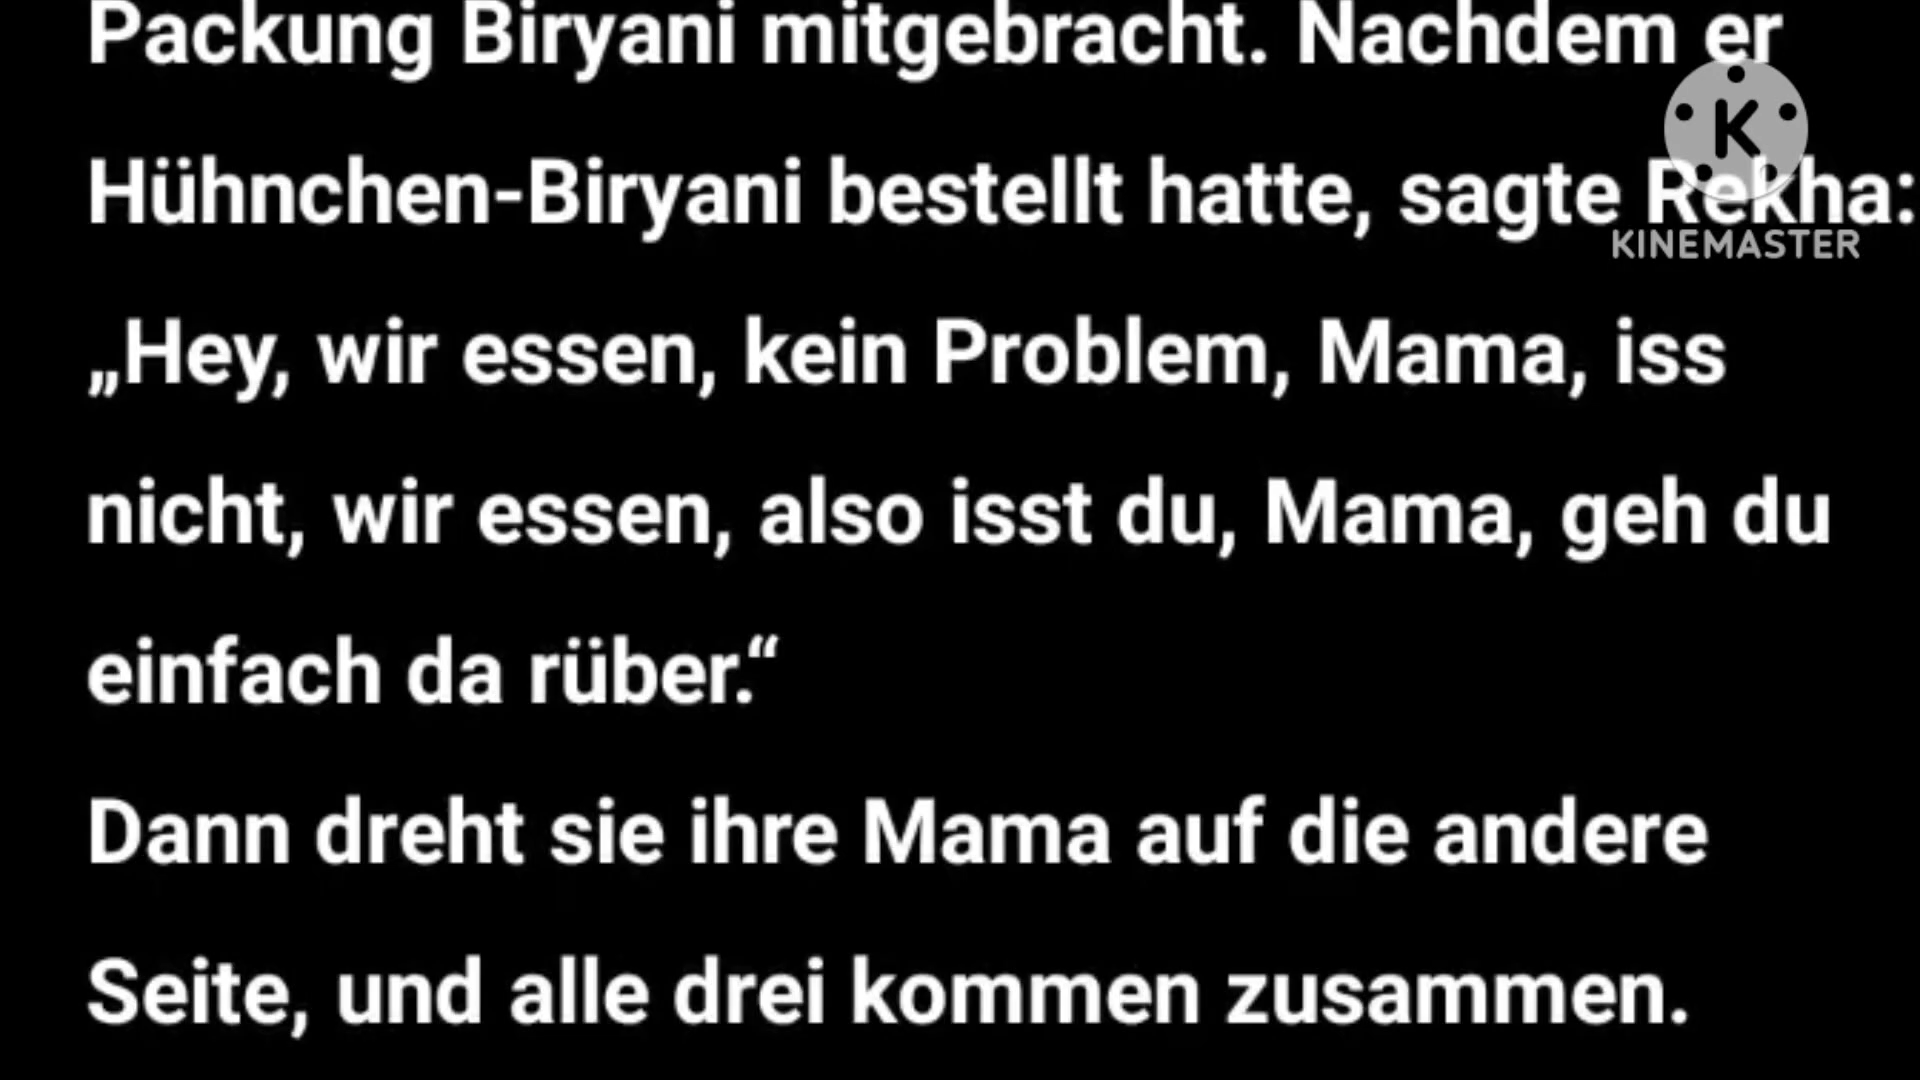 Packung Biryani mitgebracht. Nachdem er
Hühnchen-Biryani bestellt hatte, sagte Rekha:
KINEMASTER
„Hey, wir essen, kein Problem, Mama, iss
nicht, wir essen, also isst du, Mama, geh du
einfach da rüber.“
Dann dreht sie ihre Mama auf die andere
Seite, und alle drei kommen zusammen.